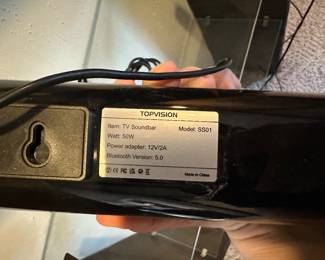 TOPVISION
Item: TV Soundbar Model: SS01
Watt: 50W
Power adapter: 12V/2A
Bluetooth Version: 5.0
Made in China